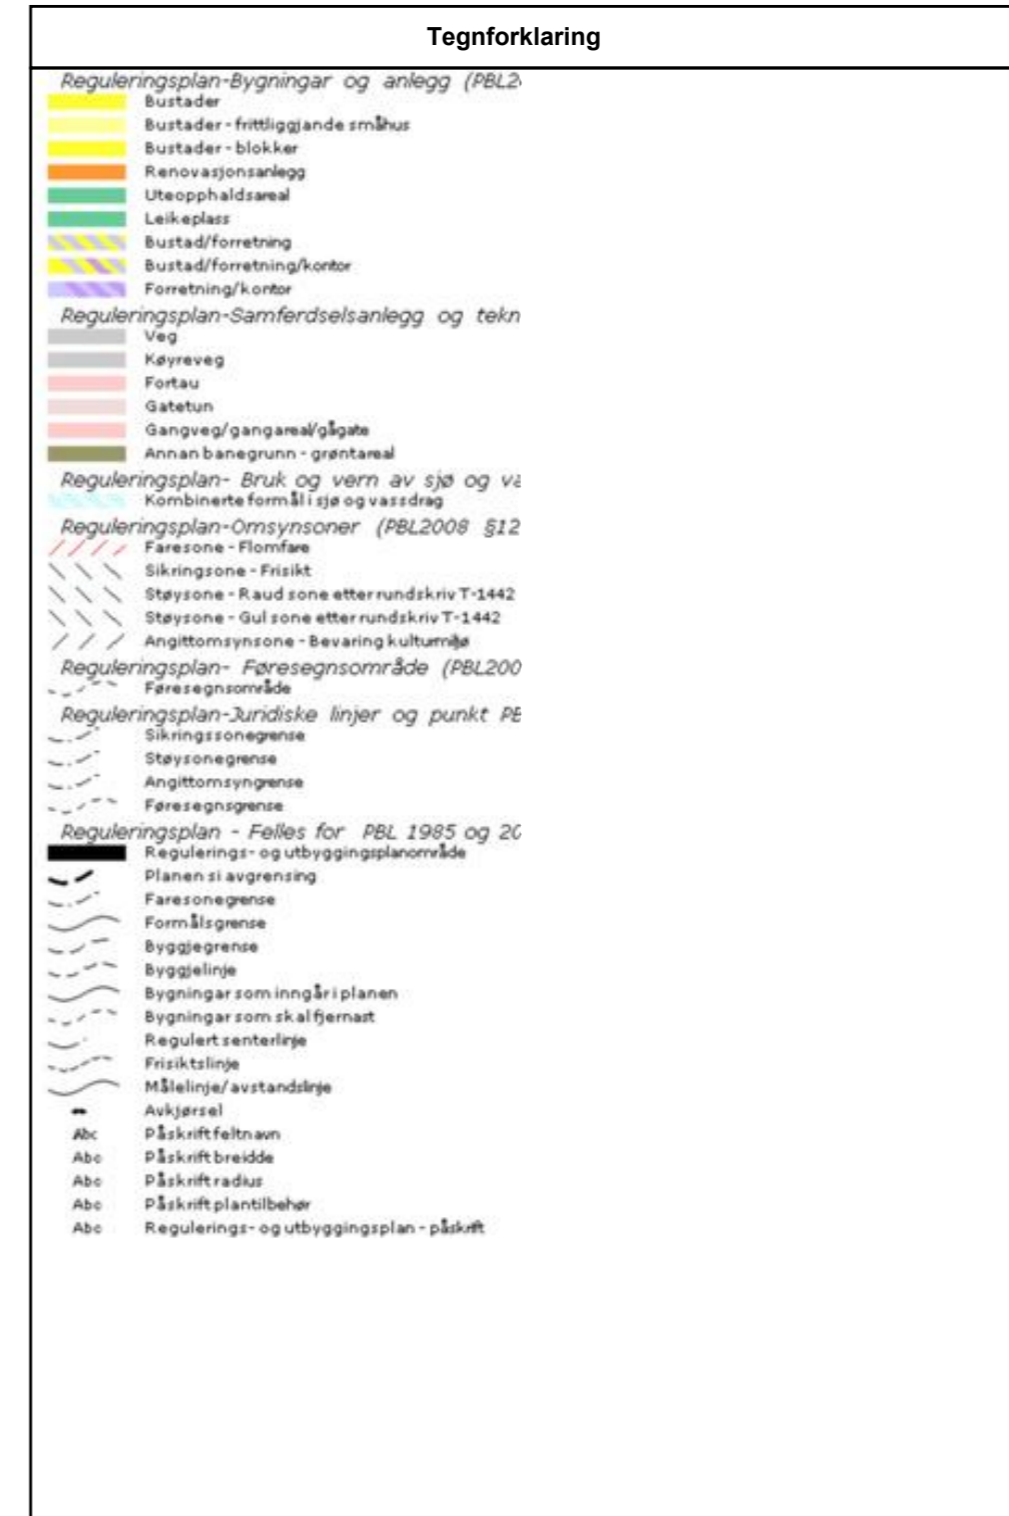 Tegnforklaring
Reguleringsplan-Bygningar og anlegg (PBL2
Bustader
Bustader - frittliggjande småhus
Bustader - blokker
Renovasjonsanlegg
Uteopphaldsareal
Leikeplass
Bustad/forretning
Bustad/forretning/kontor
Forretning/kontor
Reguleringsplan-Samferdselsanlegg og tekn
Veg
Køyreveg
Fortau
Gatetun
Gangveg/gangareal/gågate
Annan banegrunn - grøntareal
Reguleringsplan- Bruk og vern av sjø og va
Kombinerte formål i sjø og vassdrag
Reguleringsplan-Omsynsoner (PBL2008 §12
Faresone - Flomfare
Sikringsone - Frisikt
Støysone - Raud sone etter rundskriv T-1442
Støysone - Gul sone etter rundskriv T-1442
Angittomsynsone - Bevaring kulturmiljø
Reguleringsplan- Føresegnsområde (PBL200
Føresegnsområde
Reguleringsplan-Juridiske linjer og punkt PB
Sikringssonegrense
Støysonegrense
Angittomsyngrense
Føresegnsgrense
Reguleringsplan - Felles for PBL 1985 og 20
Regulerings- og utbyggingsplanområde
Planen si avgrensing
Faresonegrense
Formålsgrense
Byggjegrense
Byggjelinje
Bygningar som inngår i planen
Bygningar som skal fjernast
Regulert senterlinje
Frisiktslinje
Målelinje/avstandslinje
Avkjørsel
Abc Påskrift feltnavn
Abc Påskrift breidde
Abc Påskrift radius
Abc Påskrift plantilbehør
Abc Regulerings- og utbyggingsplan - påskrift